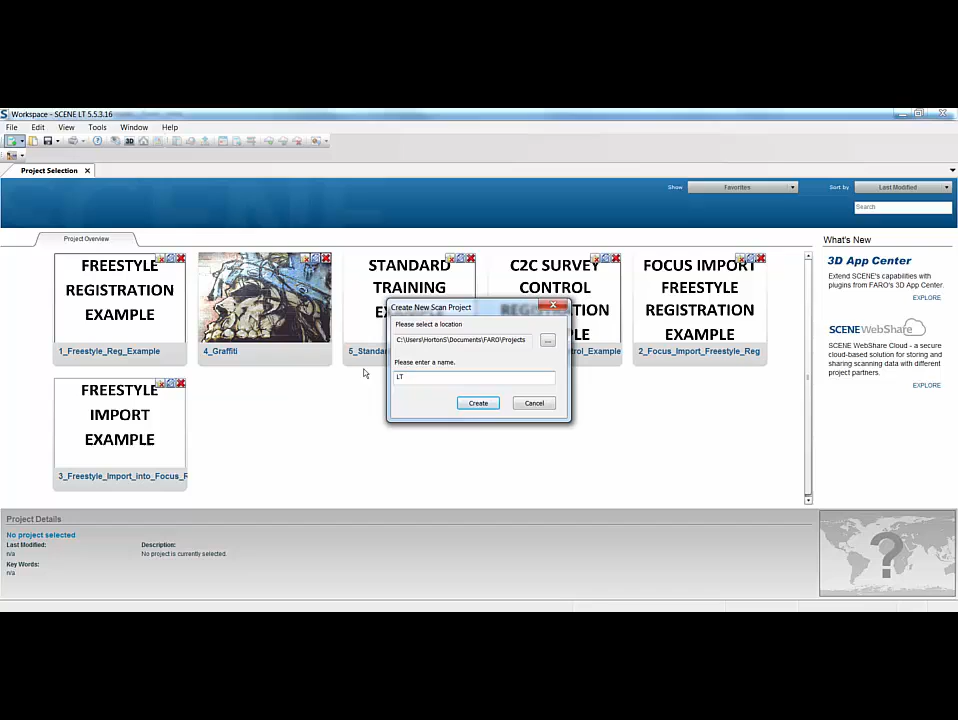 Workspace - SCENE LT 5.5.3.16
File Edit View Tools Window Help
3D
Project Selection
Show Favorites Sort by Last Modified
Search
Project Overview
What's New
FREESTYLE
REGISTRATION
EXAMPLE
1_Freestyle_Reg_Example
4_Graffiti
STANDARD
TRAINING
5_Standar
C2C SURVEY
CONTROL
REGISTRATION
trol_Example
FOCUS IMPORT
FREESTYLE
REGISTRATION
EXAMPLE
2_Focus_Import_Freestyle_Reg
3D App Center
Extend SCENE's capabilities with
plugins from FARO's 3D App Center.
EXPLORE
SCENE WebShare
SCENE WebShare Cloud - a secure
cloud-based solution for storing and
sharing scanning data with different
project partners.
EXPLORE
Create New Scan Project
Please select a location
C:\Users\HortonS\Documents\FARO\Projects
...
Please enter a name.
LT
Create Cancel
FREESTYLE
IMPORT
EXAMPLE
3_Freestyle_Import_into_Focus_R
Project Details
No project selected
Last Modified:
n/a
Key Words:
n/a
Description:
No project is currently selected.
?